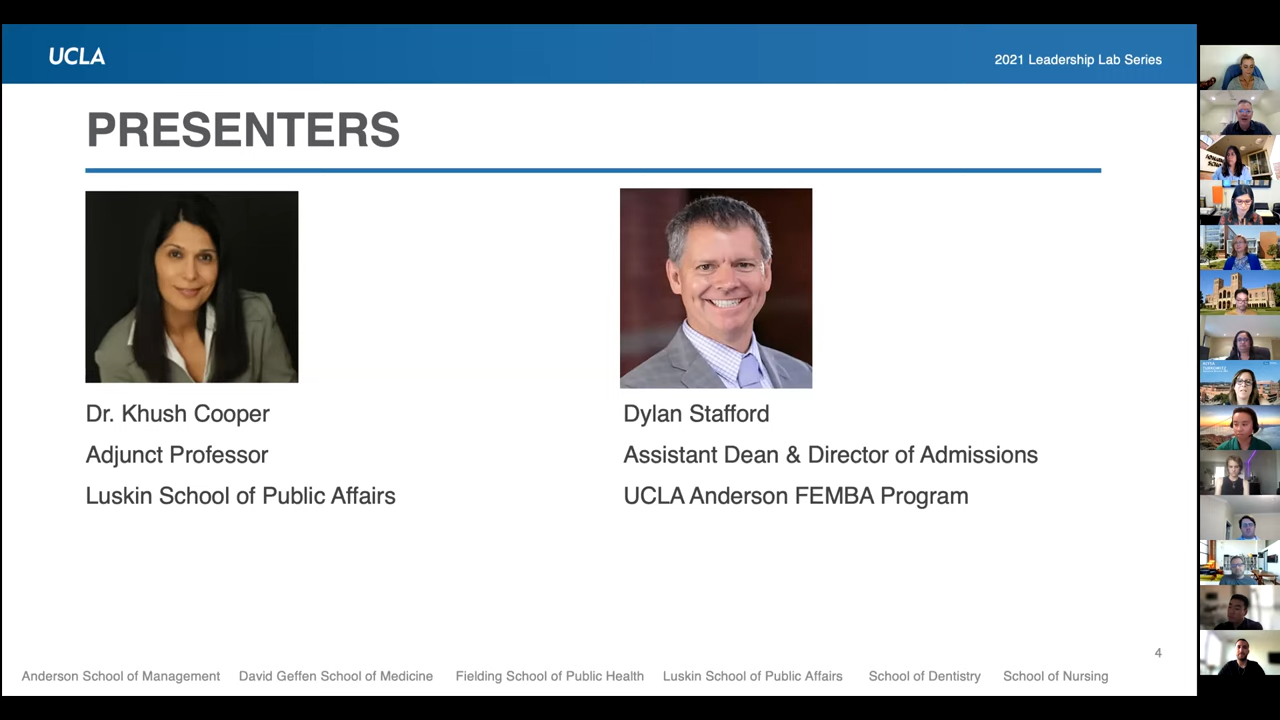 UCLA
2021 Leadership Lab Series
PRESENTERS
Dr. Khush Cooper
Adjunct Professor
Luskin School of Public Affairs
Dylan Stafford
Assistant Dean & Director of Admissions
UCLA Anderson FEMBA Program
4
Anderson School of Management David Geffen School of Medicine Fielding School of Public Health Luskin School of Public Affairs School of Dentistry School of Nursing